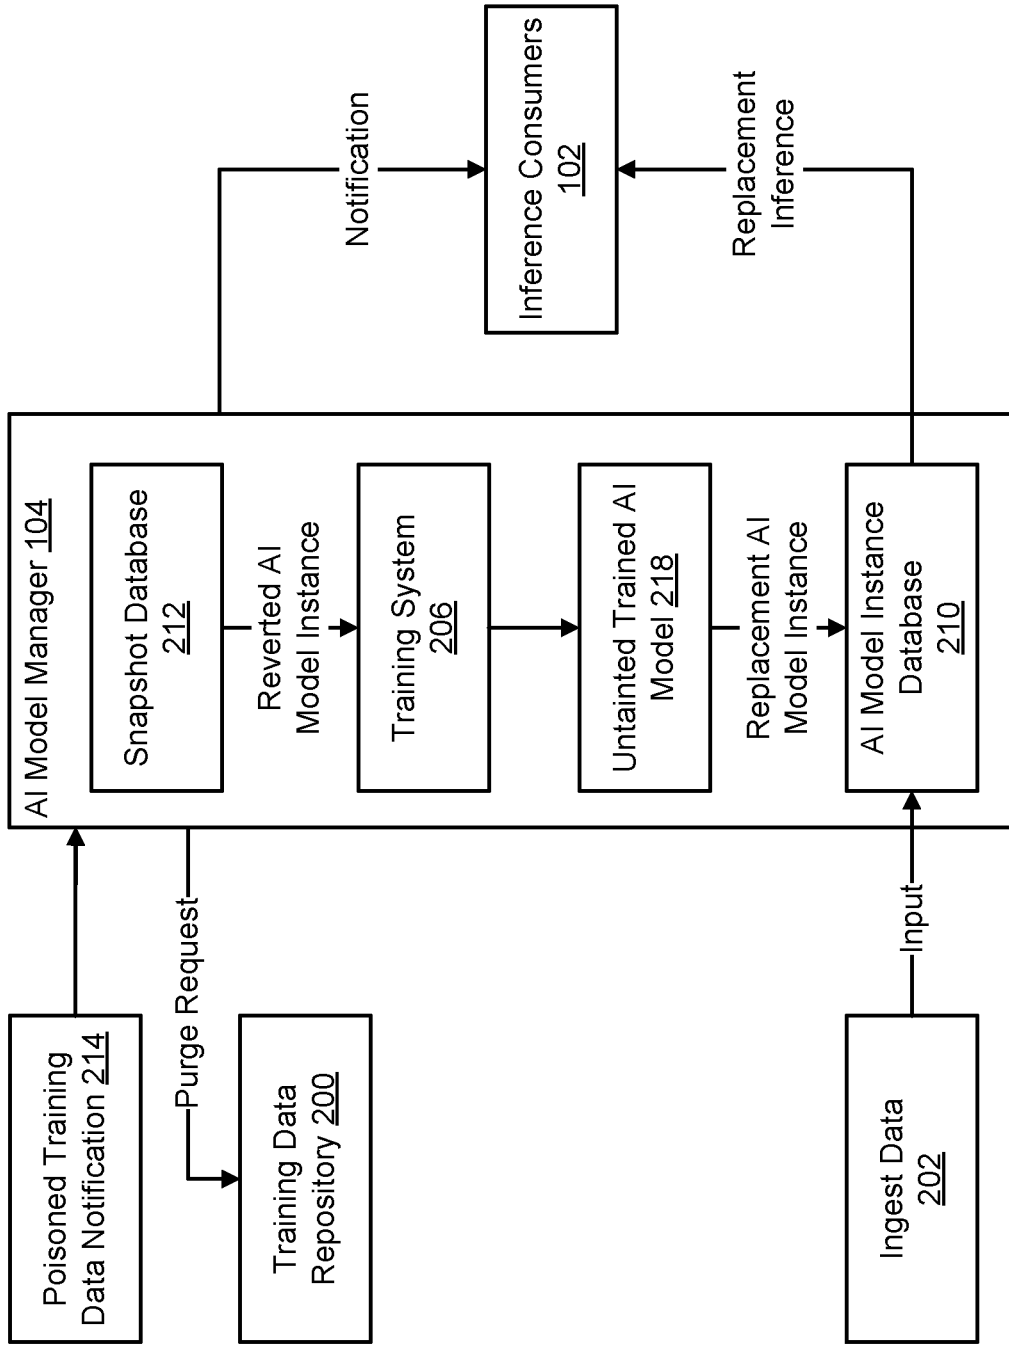 Poisoned Training
Data Notification 214
Purge Request
Training Data
Repository 200
Ingest Data
202
Input
AI Model Manager 104
Snapshot Database
212
Reverted AI
Model Instance
Training System
206
Untainted Trained AI
Model 218
Replacement AI
Model Instance
AI Model Instance
Database
210
Notification
Inference Consumers
102
Replacement
Inference